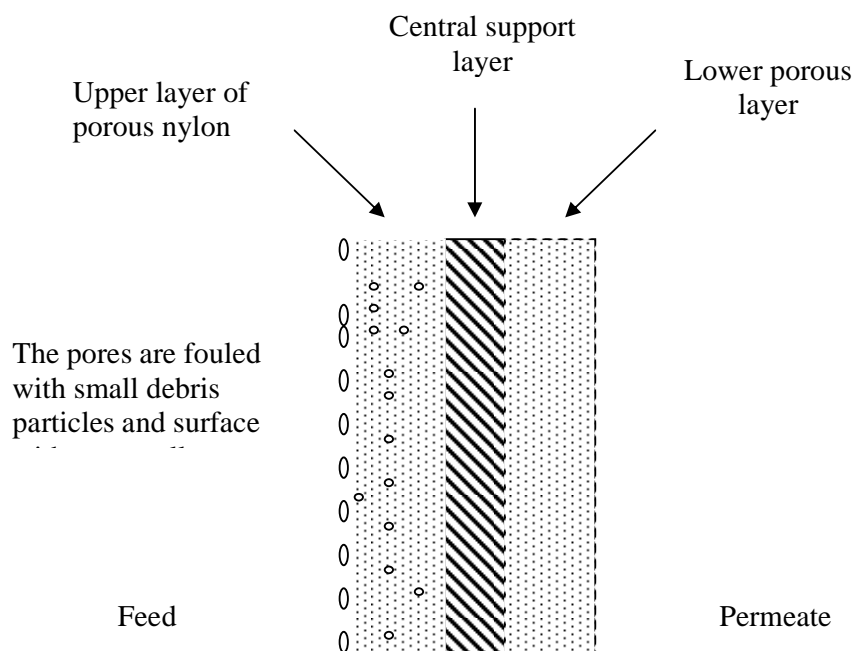 Central support
layer
Lower porous
layer
Upper layer of
porous nylon
The pores are fouled
with small debris
particles and surface
Feed
Permeate